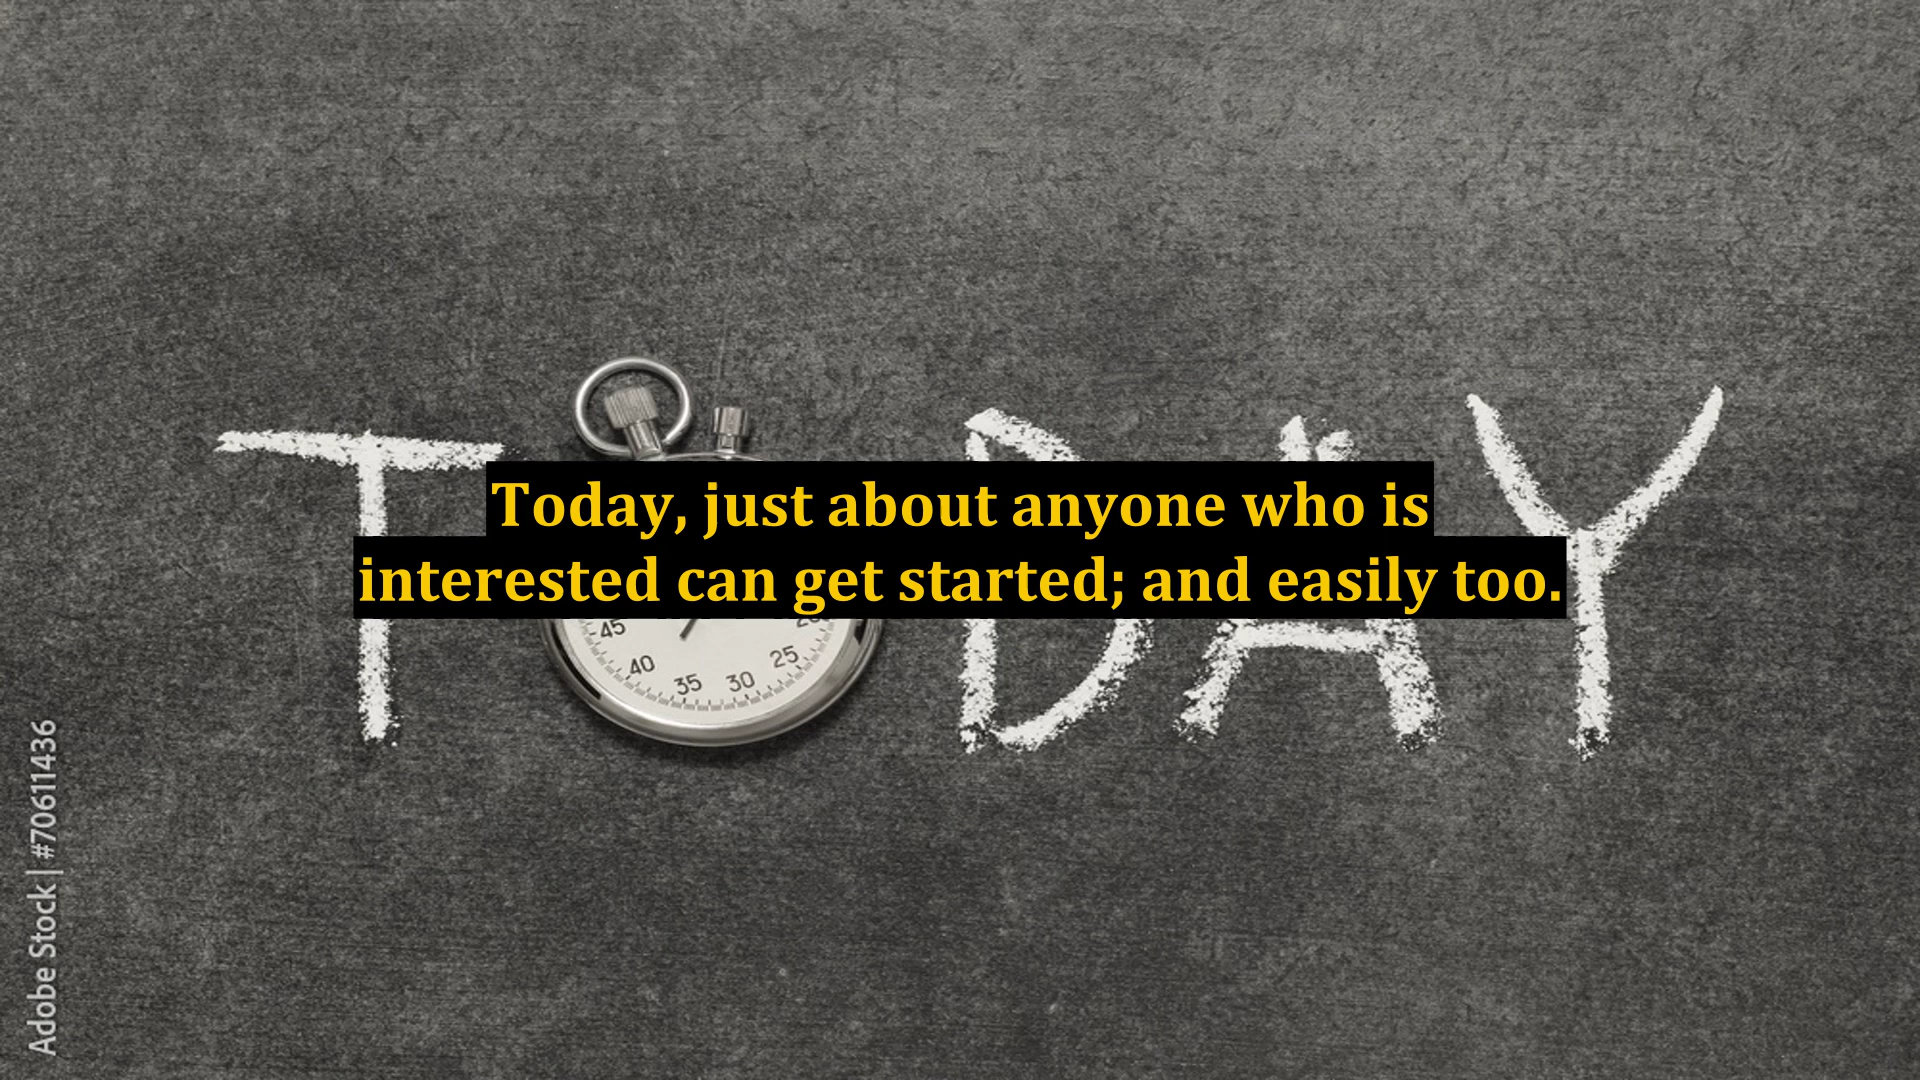 TODAY
Today, just about anyone who is
interested can get started; and easily too.
45
40
35
30
25
20
Adobe Stock | #70611436